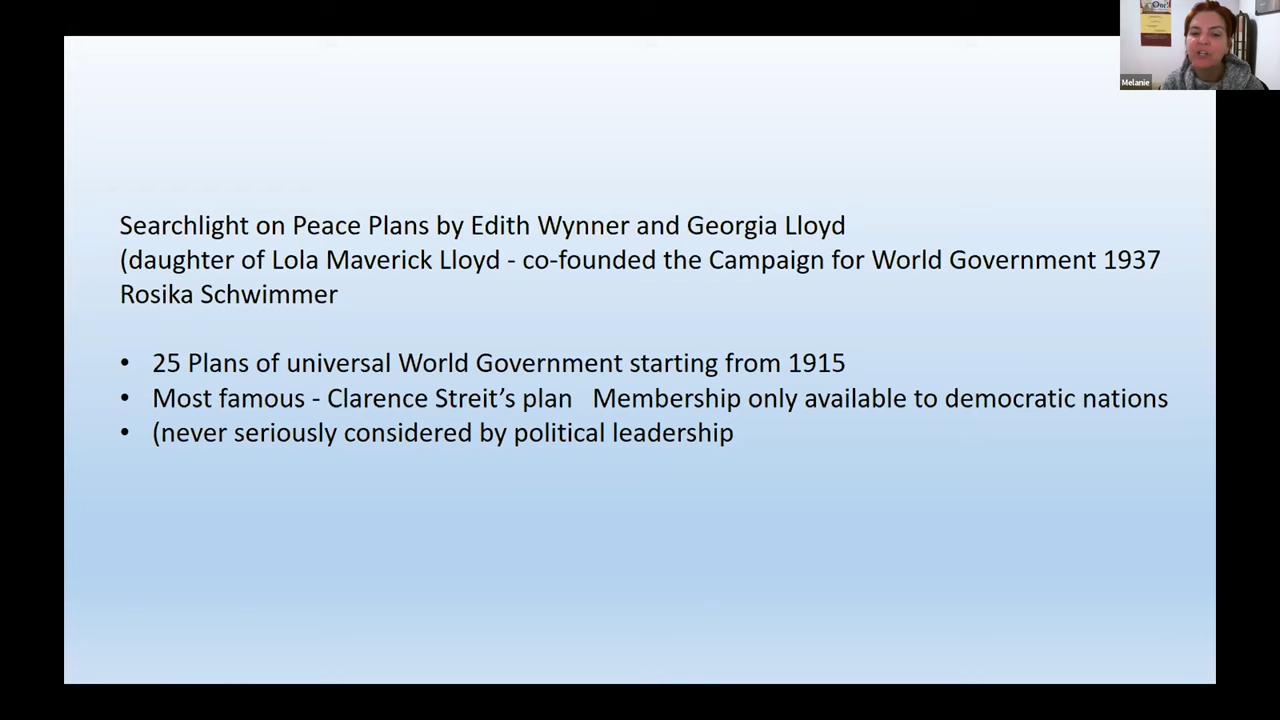 One!
Melanie
Searchlight on Peace Plans by Edith Wynner and Georgia Lloyd
(daughter of Lola Maverick Lloyd - co-founded the Campaign for World Government 1937
Rosika Schwimmer
• 25 Plans of universal World Government starting from 1915
• Most famous - Clarence Streit’s plan   Membership only available to democratic nations
• (never seriously considered by political leadership